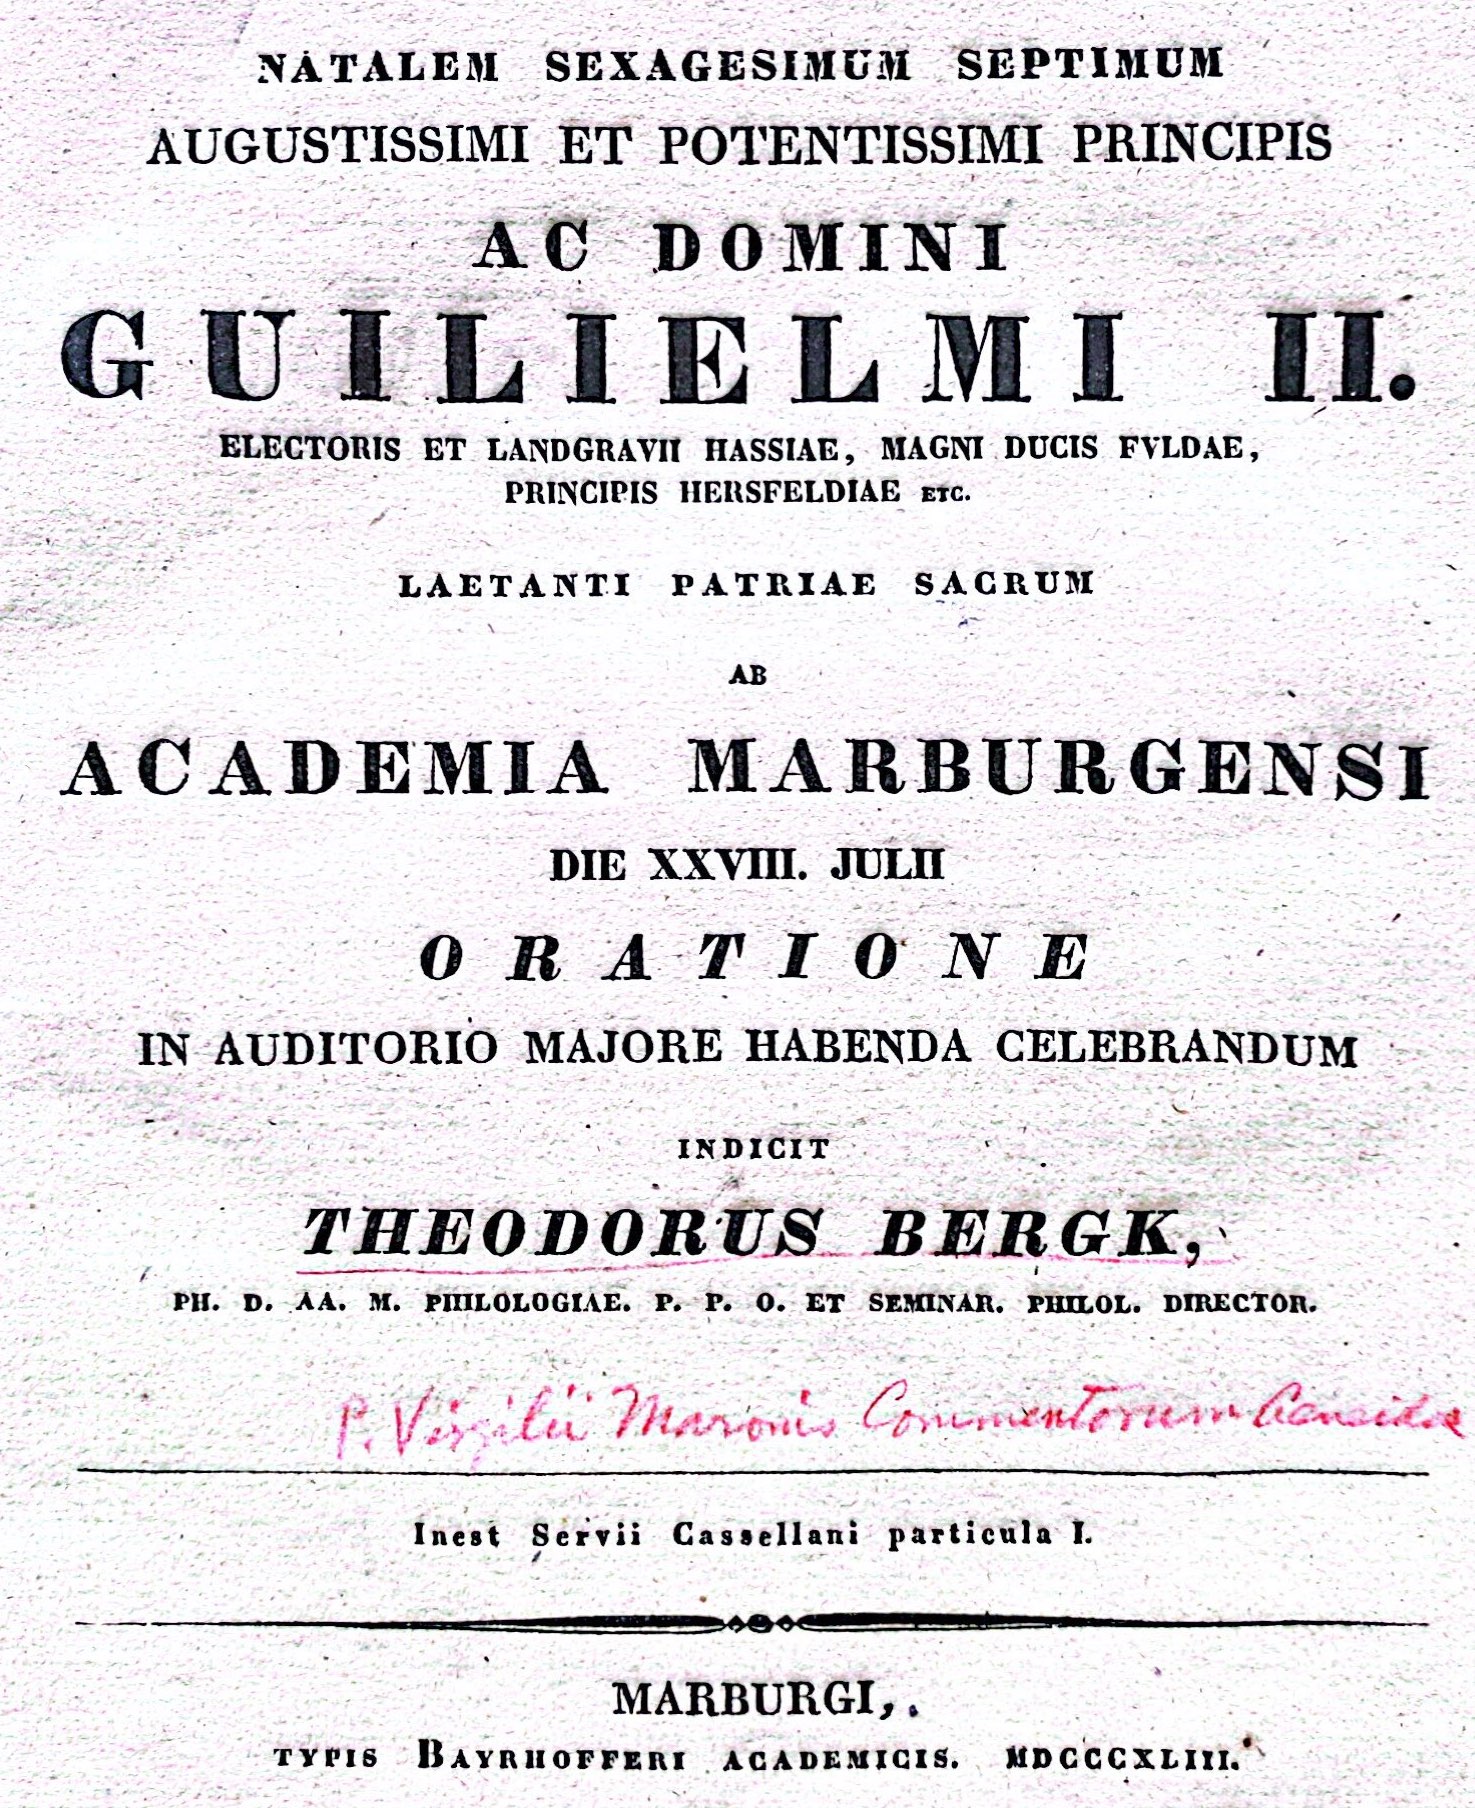 NATALEM SEXAGESIMUM SEPTIMUM
AUGUSTISSIMI ET POTENTISSIMI PRINCIPIS
AC DOMINI
GUILIELMI II.
ELECTORIS ET LANDGRAVII HASSIAE, MAGNI DUCIS FVLDAE,
PRINCIPIS HERSFELDIAE ETC.
LAETANTI PATRIAE SACRUM
AB
ACADEMIA MARBURGENSI
DIE XXVIII. JULII
ORATIONE
IN AUDITORIO MAJORE HABENDA CELEBRANDUM
INDICIT
THEODORUS BERGK,
PH. D. AA. M. PHILOLOGIAE. P. P. O. ET SEMINAR. PHILOL. DIRECTOR.
P. Virgilii Maronis Commentorum Aeneidos
Inest Servii Cassellani particula I.
MARBURGI,
TYPIS BAYRHOFFERI ACADEMICIS. MDCCCXLIII.